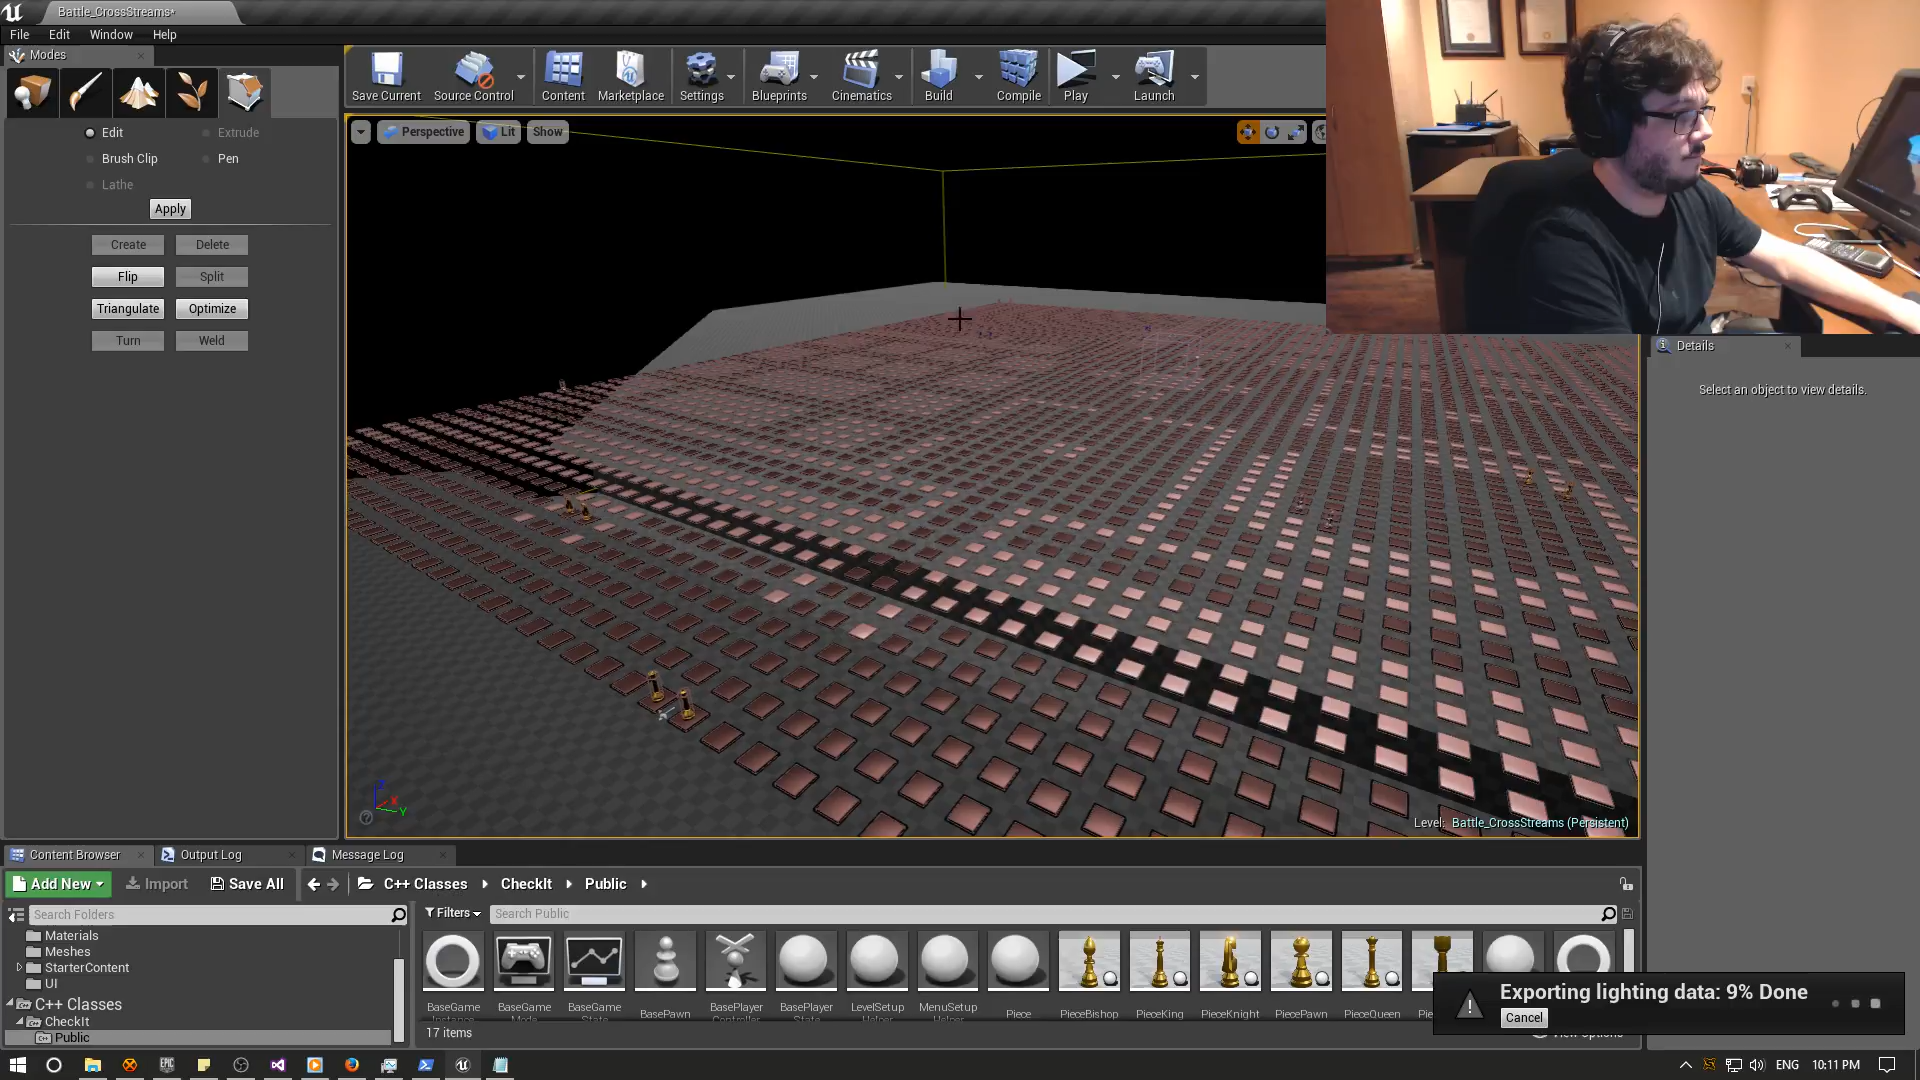 Battle_CrossStreams*
File Edit Window Help
Modes
Save Current Source Control Content Marketplace Settings Blueprints Cinematics Build Compile Play Launch
Perspective Lit Show
Edit Extrude
Brush Clip Pen
Lathe
Apply
Create Delete
Flip Split
Triangulate Optimize
Turn Weld
Details
Select an object to view details.
Z
X
Y
Level: Battle_CrossStreams (Persistent)
Content Browser Output Log Message Log
Add New Import Save All C++ Classes CheckIt Public
Search Folders
Filters Search Public
Materials
Meshes
StarterContent
UI
C++ Classes
CheckIt
Public
BaseGame BaseGame BaseGame BasePawn BasePlayer BasePlayer LevelSetup MenuSetup Piece PieceBishop PieceKing PieceKnight PiecePawn PieceQueen
17 items
Exporting lighting data: 9% Done
Cancel
ENG 10:11 PM